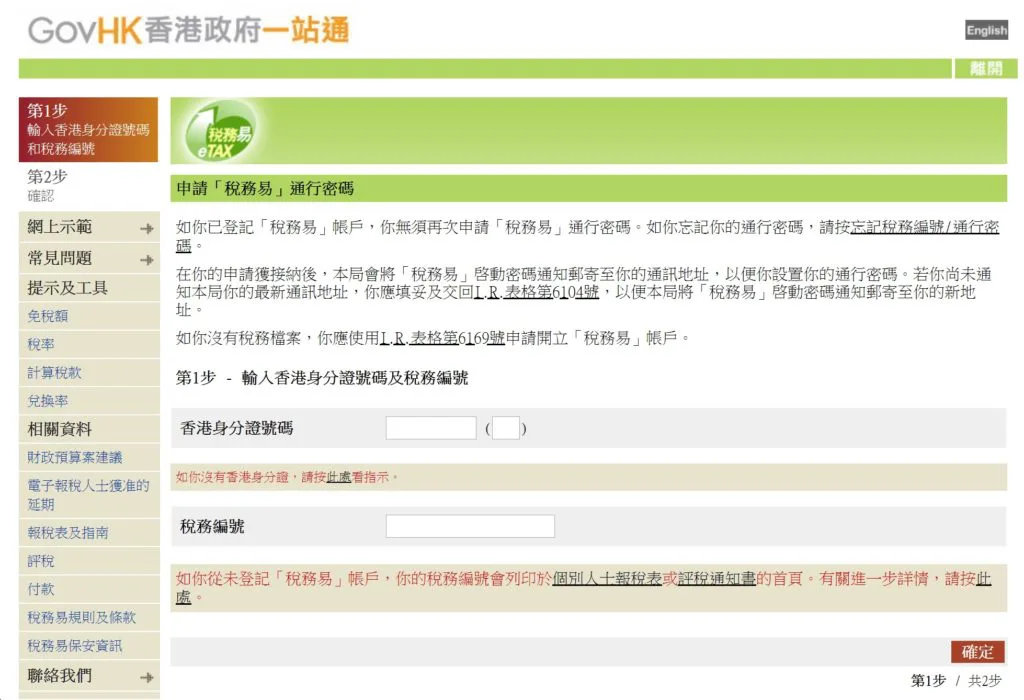 GovHK香港政府一站通
English
離開
第1步
輸入香港身分證號碼
和稅務編號
第2步
確認
網上示範
常見問題
提示及工具
免稅額
稅率
計算稅款
兌換率
相關資料
財政預算案建議
電子報稅人士獲准的
延期
報稅表及指南
評稅
付款
稅務易規則及條款
稅務易保安資訊
聯絡我們
稅務易
eTAX
申請「稅務易」通行密碼
如你已登記「稅務易」帳戶，你無須再次申請「稅務易」通行密碼。如你忘記你的通行密碼，請按忘記稅務編號/通行密
碼。
在你的申請獲接納後，本局會將「稅務易」啓動密碼通知郵寄至你的通訊地址，以便你設置你的通行密碼。若你尚未通
知本局你的最新通訊地址，你應填妥及交回I.R.表格第6104號，以便本局將「稅務易」啓動密碼通知郵寄至你的新地
址。
如你沒有稅務檔案，你應使用I.R.表格第6169號申請開立「稅務易」帳戶。
第1步 - 輸入香港身分證號碼及稅務編號
香港身分證號碼 ( )
如你沒有香港身分證，請按此處看指示。
稅務編號
如你從未登記「稅務易」帳戶，你的稅務編號會列印於個別人士報稅表或評稅通知書的首頁。有關進一步詳情，請按此
處。
確定
第1步 / 共2步